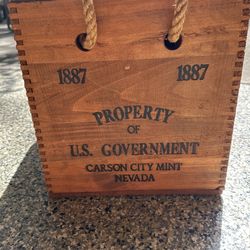 1887 1887
PROPERTY
OF
U.S. GOVERNMENT
CARSON CITY MINT
NEVADA